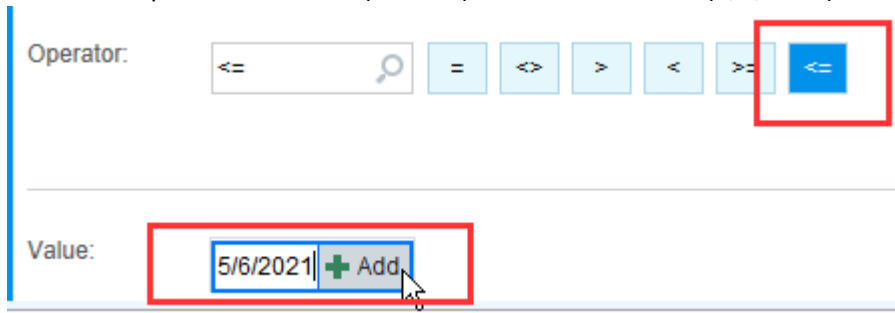 Operator: <= = <> > < >= <=
Value: 5/6/2021 Add